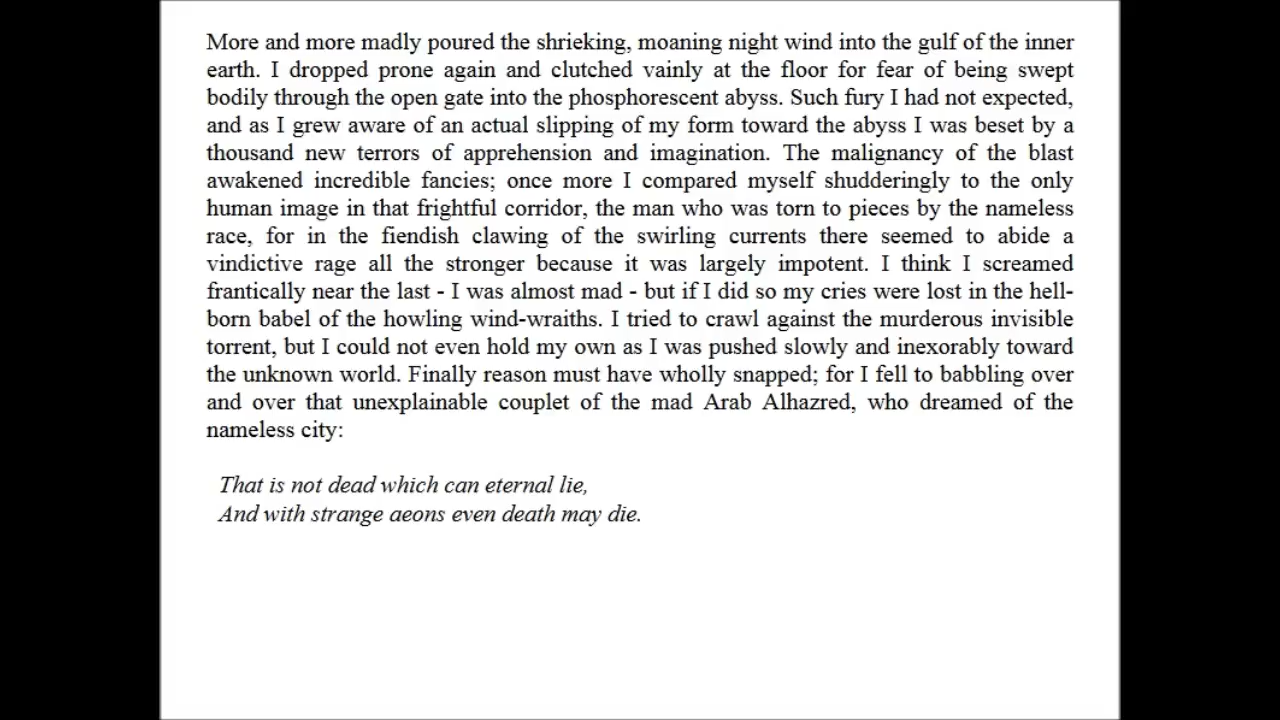 More and more madly poured the shrieking, moaning night wind into the gulf of the inner
earth. I dropped prone again and clutched vainly at the floor for fear of being swept
bodily through the open gate into the phosphorescent abyss. Such fury I had not expected,
and as I grew aware of an actual slipping of my form toward the abyss I was beset by a
thousand new terrors of apprehension and imagination. The malignancy of the blast
awakened incredible fancies; once more I compared myself shudderingly to the only
human image in that frightful corridor, the man who was torn to pieces by the nameless
race, for in the fiendish clawing of the swirling currents there seemed to abide a
vindictive rage all the stronger because it was largely impotent. I think I screamed
frantically near the last - I was almost mad - but if I did so my cries were lost in the hell-
born babel of the howling wind-wraiths. I tried to crawl against the murderous invisible
torrent, but I could not even hold my own as I was pushed slowly and inexorably toward
the unknown world. Finally reason must have wholly snapped; for I fell to babbling over
and over that unexplainable couplet of the mad Arab Alhazred, who dreamed of the
nameless city:
That is not dead which can eternal lie,
And with strange aeons even death may die.